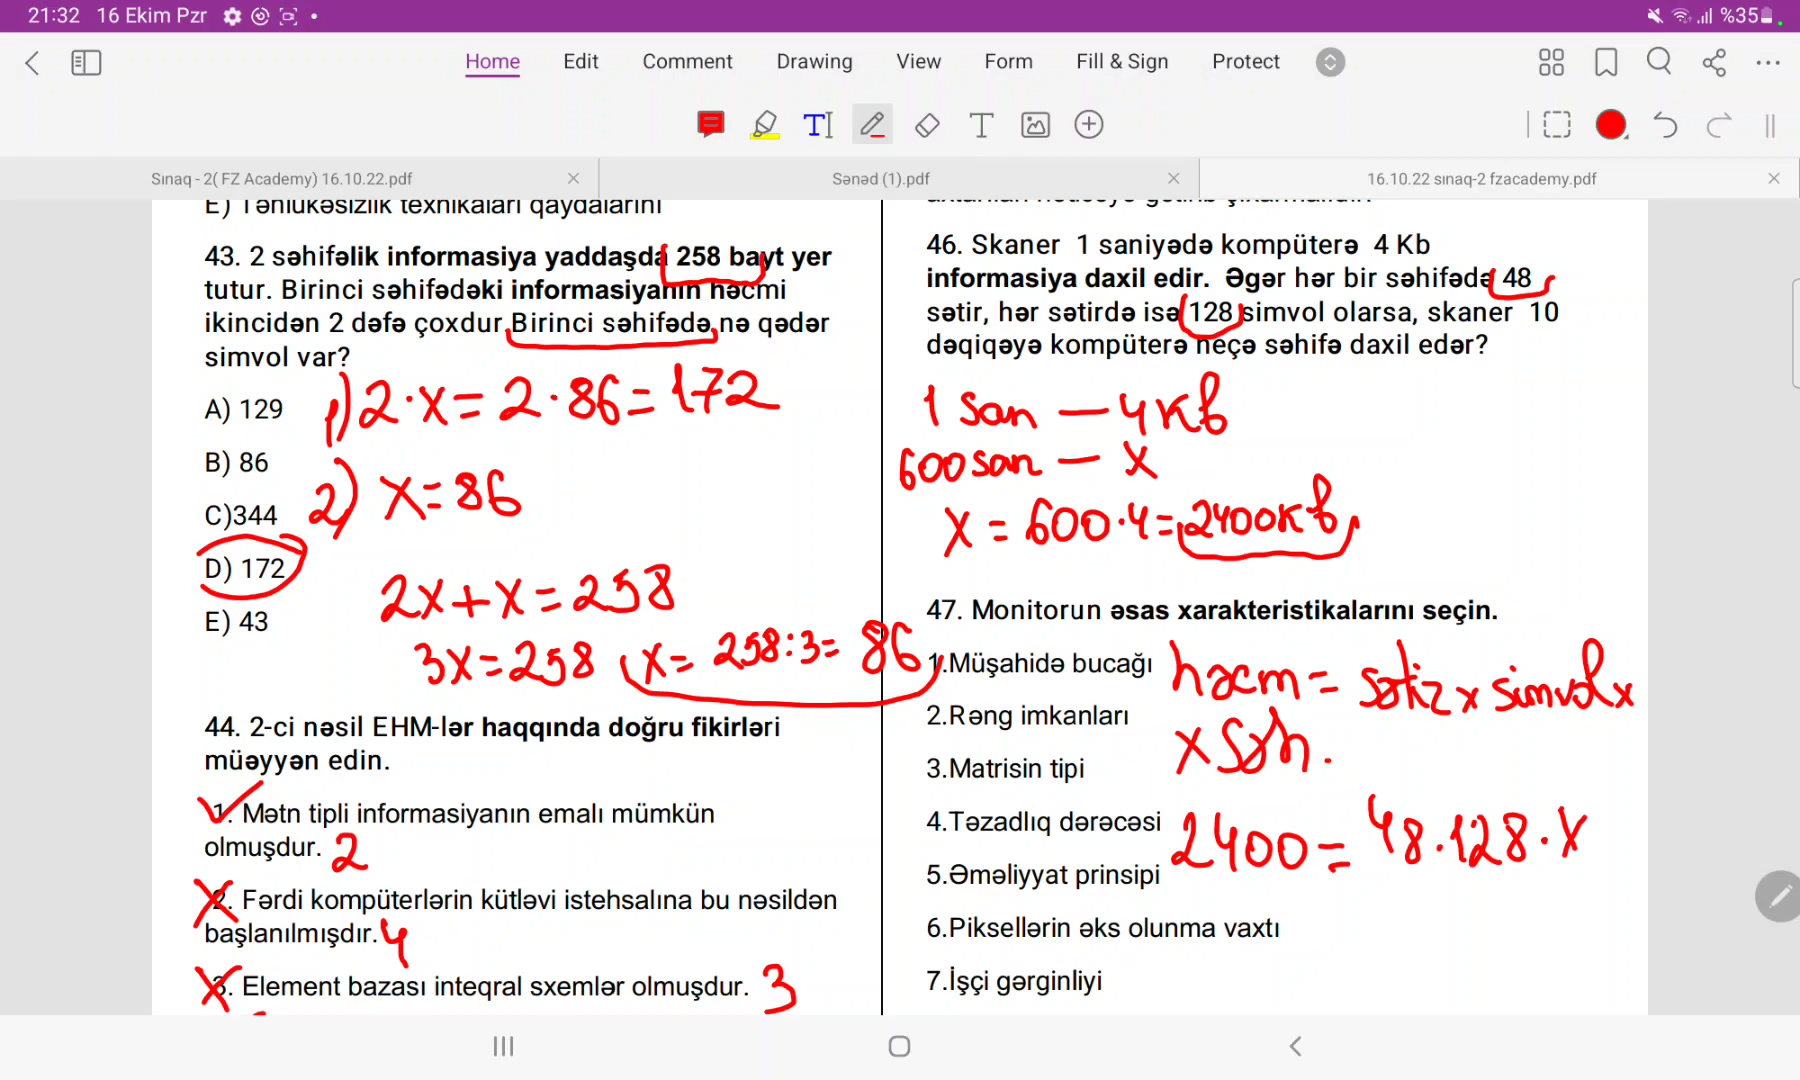 21:32 16 Ekim Pzr
%35
Home Edit Comment Drawing View Form Fill & Sign Protect
Sınaq - 2( FZ Academy) 16.10.22.pdf
Sənəd (1).pdf
16.10.22 sınaq-2 fzacademy.pdf
E) Təhlükəsizlik texnikaları qaydalarını
43. 2 səhifəlik informasiya yaddaşda 258 bayt yer
tutur. Birinci səhifədəki informasiyanın həcmi
ikincidən 2 dəfə çoxdur.Birinci səhifədə nə qədər
simvol var?
A) 129
B) 86
C)344
D) 172
E) 43
1) 2·x=2·86=172
2) x=86
2x+x=258
3x=258 x= 258:3= 86
44. 2-ci nəsil EHM-lər haqqında doğru fikirləri
müəyyən edin.
1. Mətn tipli informasiyanın emalı mümkün
olmuşdur. 2
2. Fərdi kompüterlərin kütləvi istehsalına bu nəsildən
başlanılmışdır. 4
3. Element bazası inteqral sxemlər olmuşdur. 3
46. Skaner 1 saniyədə kompüterə 4 Kb
informasiya daxil edir. Əgər hər bir səhifədə 48
sətir, hər sətirdə isə 128 simvol olarsa, skaner 10
dəqiqəyə kompüterə neçə səhifə daxil edər?
1 san — 4Kb
600 san — x
x = 600·4=2400Kb
47. Monitorun əsas xarakteristikalarını seçin.
1.Müşahidə bucağı
2.Rəng imkanları
3.Matrisin tipi
4.Təzadlıq dərəcəsi
5.Əməliyyat prinsipi
6.Piksellərin əks olunma vaxtı
7.İşçi gərginliyi
həcm = sətir x simvol x
x səh.
2400= 48·128·x